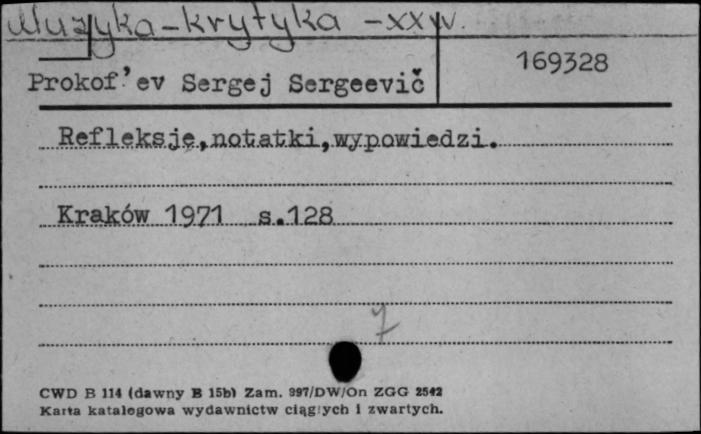 Muzyka-krytyka -xx w.
169328
Prokof'ev Sergej Sergeevič
Refleksje,notatki,wypowiedzi.
Kraków 1971 s.128
7
CWD B 114 (dawny B 15b) Zam. 997/DW/On ZGG 2542
Karta katalogowa wydawnictw ciągłych i zwartych.